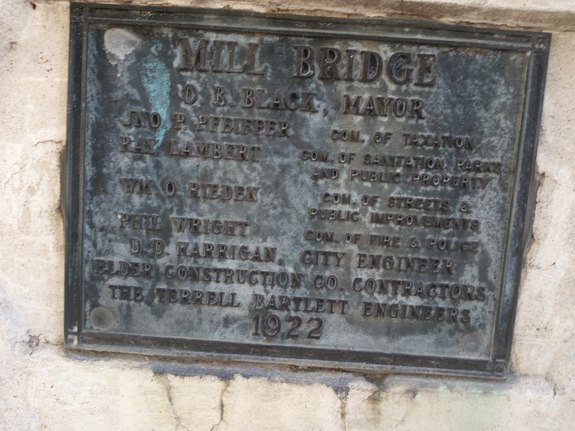 MILL BRIDGE
O. B. BLACK, MAYOR
JNO P. PFEIFFER COM. OF TAXATION
RAY LAMBERT COM. OF SANITATION, PARKS
AND PUBLIC PROPERTY
WM. O. RIEDEN COM. OF STREETS &
PUBLIC IMPROVEMENTS
PHIL WRIGHT COM. OF FIRE & POLICE
D. D. HARRIGAN, CITY ENGINEER
ELDER CONSTRUCTION CO. CONTRACTORS
THE TERRELL BARTLETT ENGINEERS
1922